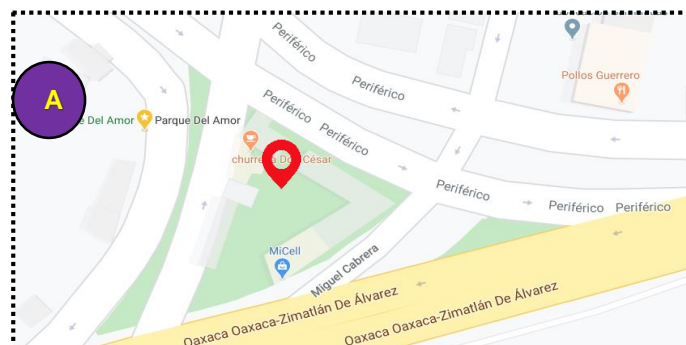 Periférico
Pollos Guerrero
Periférico
A
e Del Amor
Parque Del Amor
Periférico
Periférico
churrería Don César
Periférico
Periférico
Periférico
MiCell
Miguel Cabrera
Oaxaca Oaxaca-Zimatlán De Álvarez
Oaxaca Oaxaca-Zimatlán De Álvarez